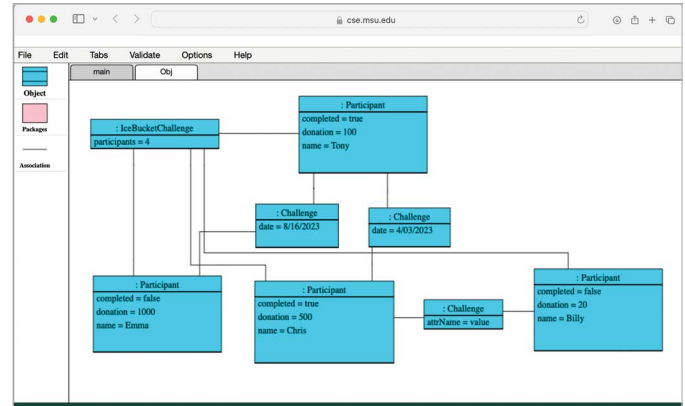 cse.msu.edu
File Edit Tabs Validate Options Help
main Obj
Object
Packages
Association
: IceBucketChallenge
participants = 4
: Participant
completed = true
donation = 100
name = Tony
: Challenge
date = 8/16/2023
: Challenge
date = 4/03/2023
: Participant
completed = false
donation = 1000
name = Emma
: Participant
completed = true
donation = 500
name = Chris
: Challenge
attrName = value
: Participant
completed = false
donation = 20
name = Billy